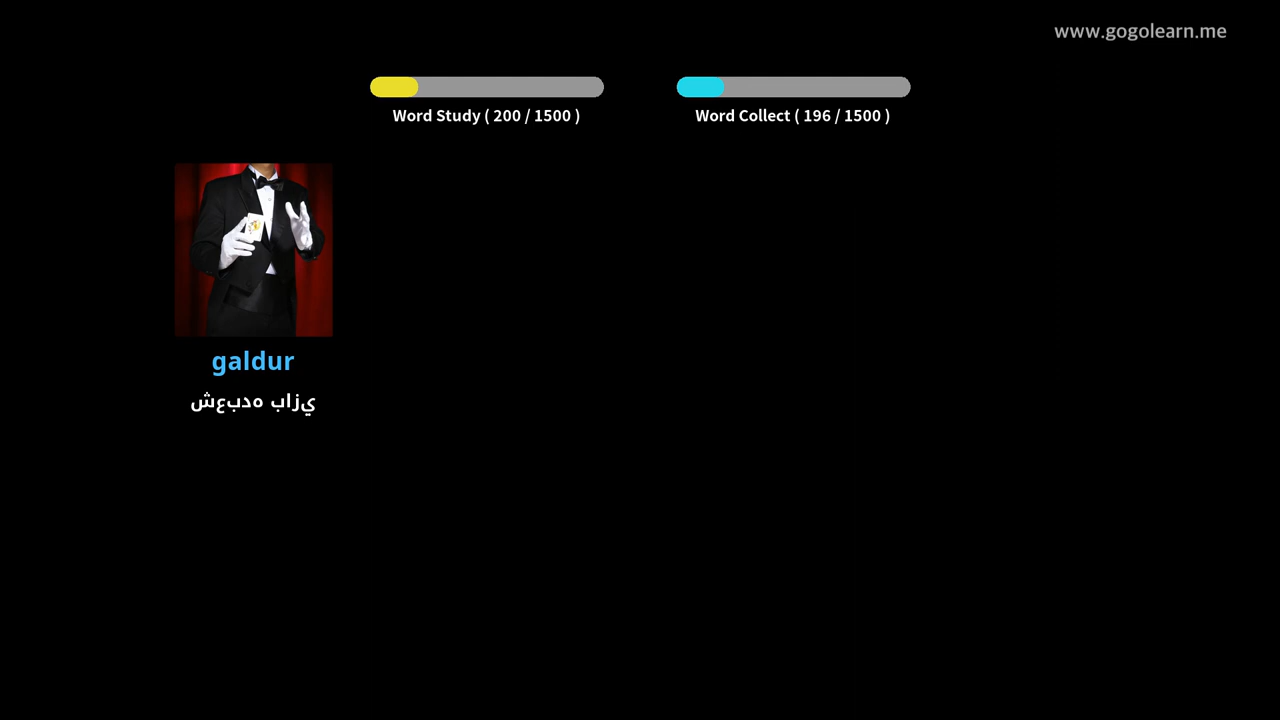 www.gogolearn.me
Word Study ( 200 / 1500 )
Word Collect ( 196 / 1500 )
galdur
شعبده بازي